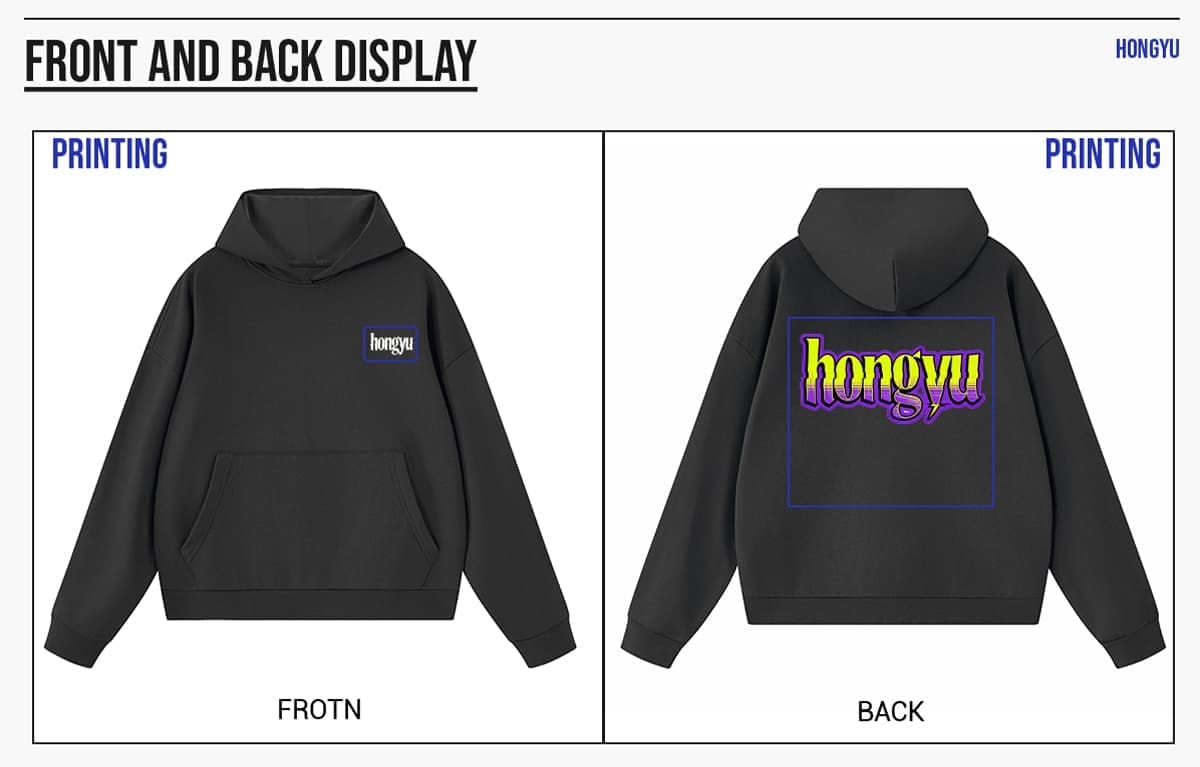 FRONT AND BACK DISPLAY
HONGYU
PRINTING
PRINTING
hongyu
hongyu
FROTN
BACK